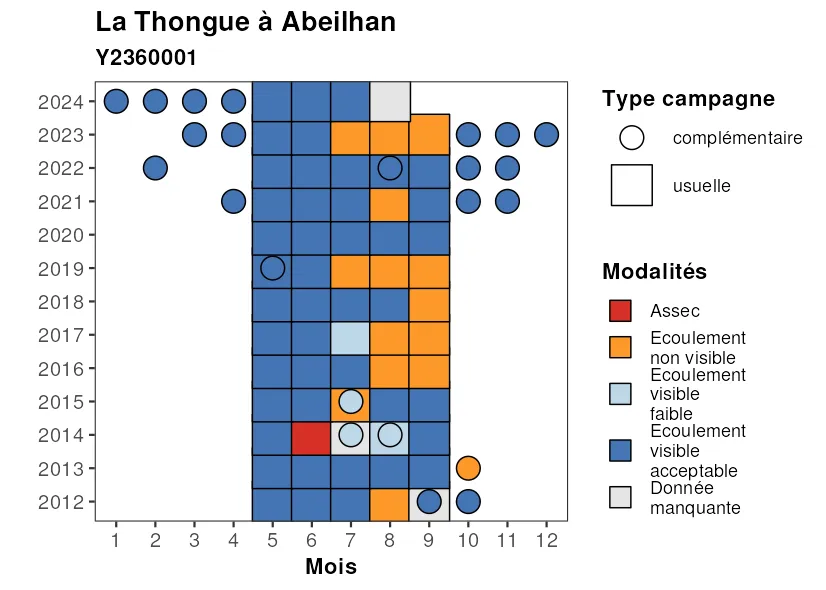 La Thongue à Abeilhan
Y2360001
2024
2023
2022
2021
2020
2019
2018
2017
2016
2015
2014
2013
2012
1 2 3 4 5 6 7 8 9 10 11 12
Mois
Type campagne
complémentaire
usuelle
Modalités
Assec
Ecoulement
non visible
Ecoulement
visible
faible
Ecoulement
visible
acceptable
Donnée
manquante